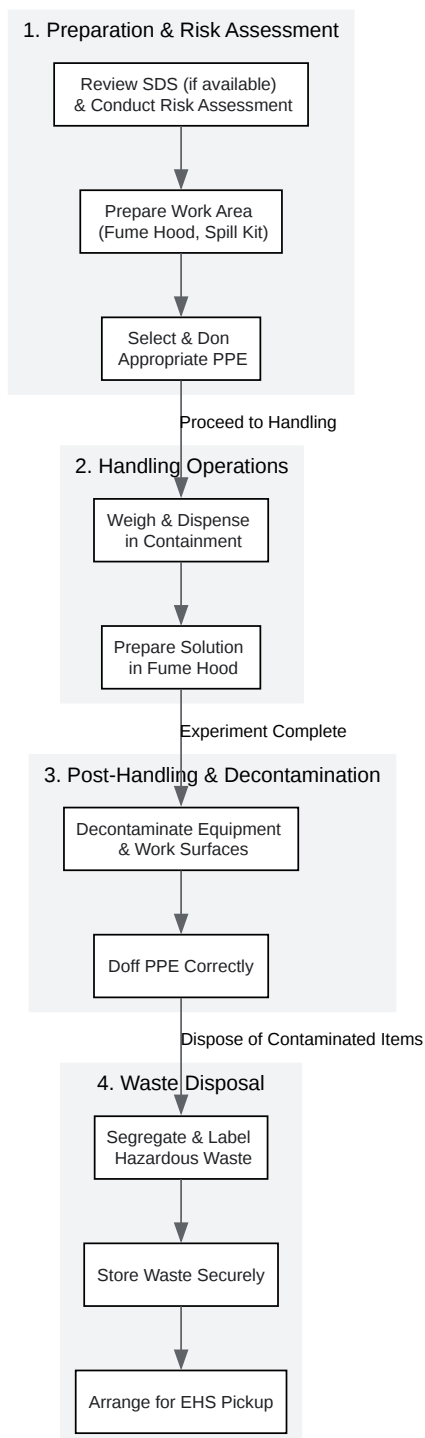 1. Preparation & Risk Assessment
Review SDS (if available)
& Conduct Risk Assessment
Prepare Work Area
(Fume Hood, Spill Kit)
Select & Don
Appropriate PPE
Proceed to Handling
2. Handling Operations
Weigh & Dispense
in Containment
Prepare Solution
in Fume Hood
Experiment Complete
3. Post-Handling & Decontamination
Decontaminate Equipment
& Work Surfaces
Doff PPE Correctly
Dispose of Contaminated Items
4. Waste Disposal
Segregate & Label
Hazardous Waste
Store Waste Securely
Arrange for EHS Pickup